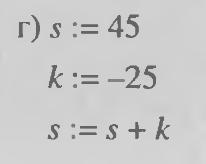 г) s := 45
k := –25
s := s + k